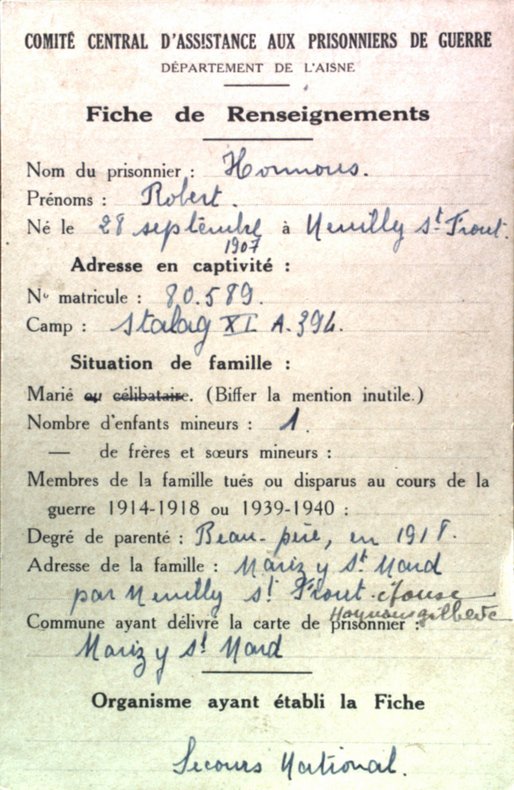 COMITÉ CENTRAL D'ASSISTANCE AUX PRISONNIERS DE GUERRE
DÉPARTEMENT DE L'AISNE
Fiche de Renseignements
Nom du prisonnier : Honnous.
Prénoms : Robert.
Né le 28 septembre à Neuilly St Front.
1907
Adresse en captivité :
No matricule : 80.589.
Camp : Stalag XI A. 394.
Situation de famille :
Marié ou célibataire. (Biffer la mention inutile.)
Nombre d'enfants mineurs : 1.
— de frères et sœurs mineurs :
Membres de la famille tués ou disparus au cours de la
guerre 1914-1918 ou 1939-1940 :
Degré de parenté : Beau-père, en 1918.
Adresse de la famille : Marizy St Mard
par Neuilly St Front. épouse
Commune ayant délivré la carte de prisonnier :
Marizy St Mard
Organisme ayant établi la Fiche
Secours National.